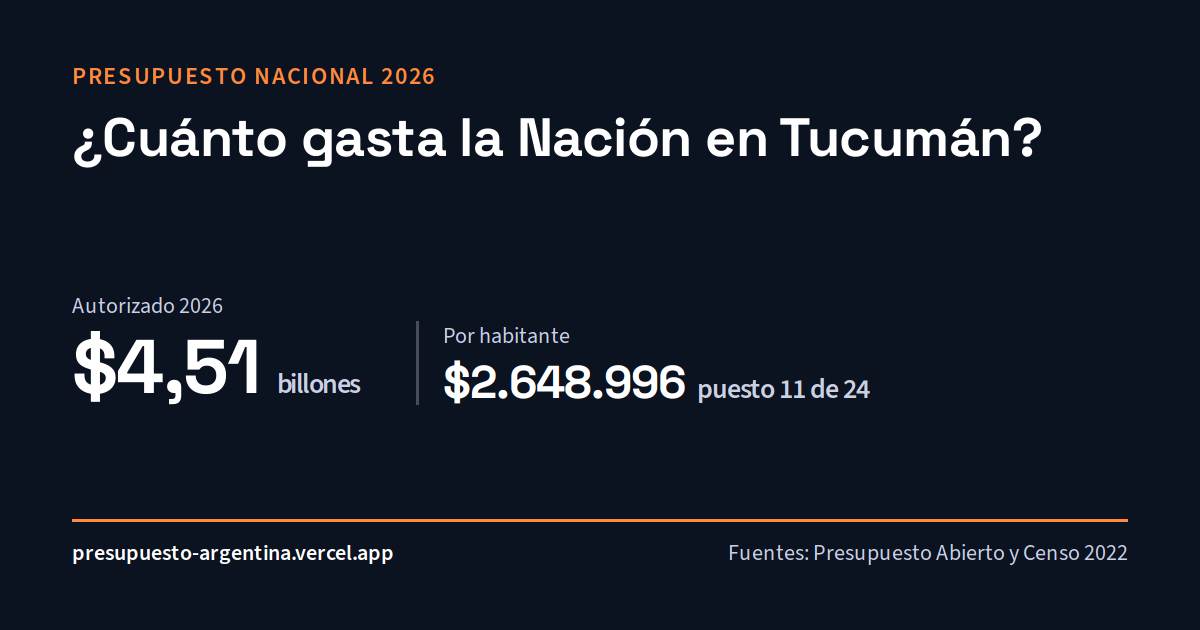 PRESUPUESTO NACIONAL 2026
¿Cuánto gasta la Nación en Tucumán?
Autorizado 2026
$4,51 billones
Por habitante
$2.648.996 puesto 11 de 24
presupuesto-argentina.vercel.app
Fuentes: Presupuesto Abierto y Censo 2022